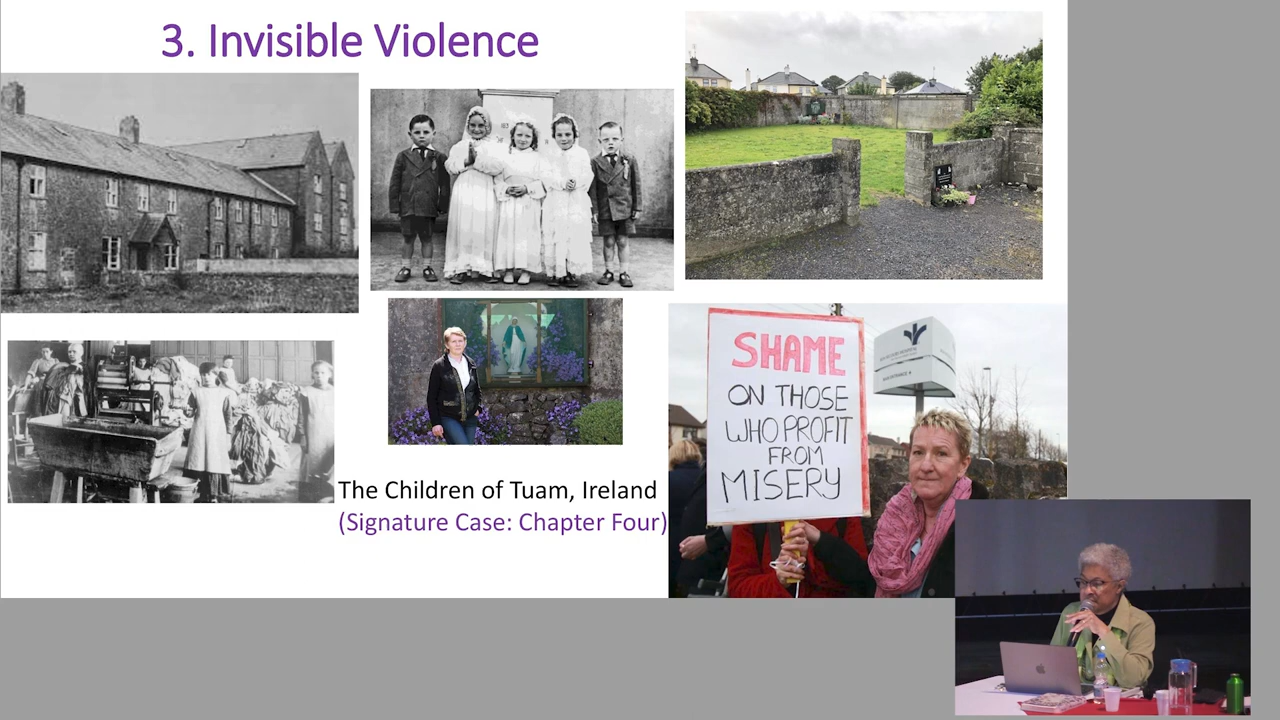 3. Invisible Violence
SHAME
ON THOSE
WHO PROFIT
FROM
MISERY
The Children of Tuam, Ireland
(Signature Case: Chapter Four)